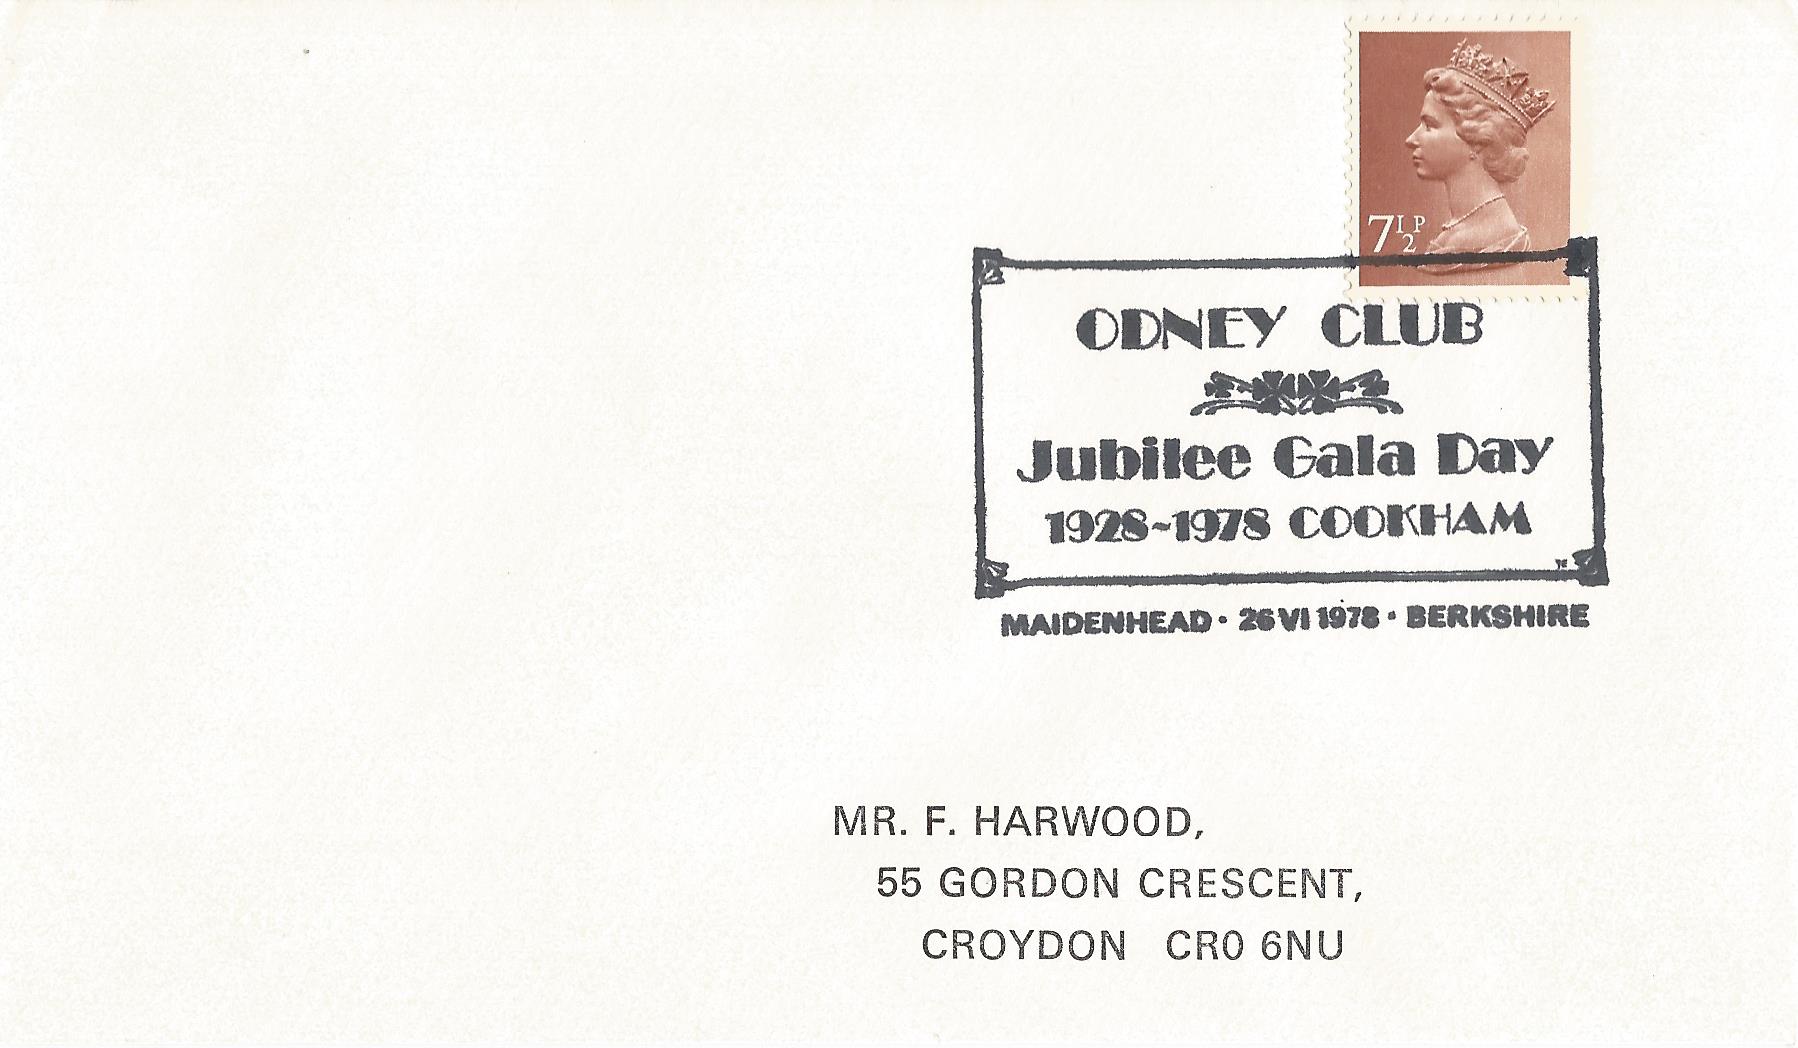 7½P
ODNEY CLUB
Jubilee Gala Day
1928~1978 COOKHAM
MAIDENHEAD · 26 VI 1978 · BERKSHIRE
MR. F. HARWOOD,
55 GORDON CRESCENT,
CROYDON CR0 6NU